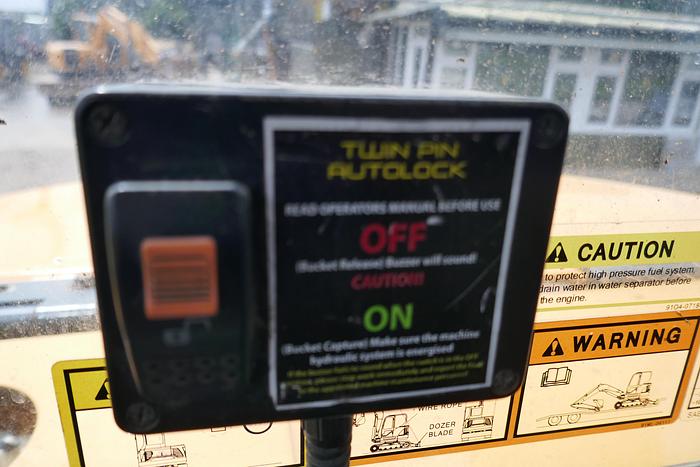 TWIN PIN
AUTOLOCK
READ OPERATORS MANUAL BEFORE USE
OFF
(Bucket Release) Buzzer will sound!
CAUTION!!
ON
(Bucket Capture) Make sure the machine
hydraulic system is energised
CAUTION
to protect high pressure fuel system,
drain water in water separator before
the engine.
WARNING
WIRE ROPE
DOZER
BLADE